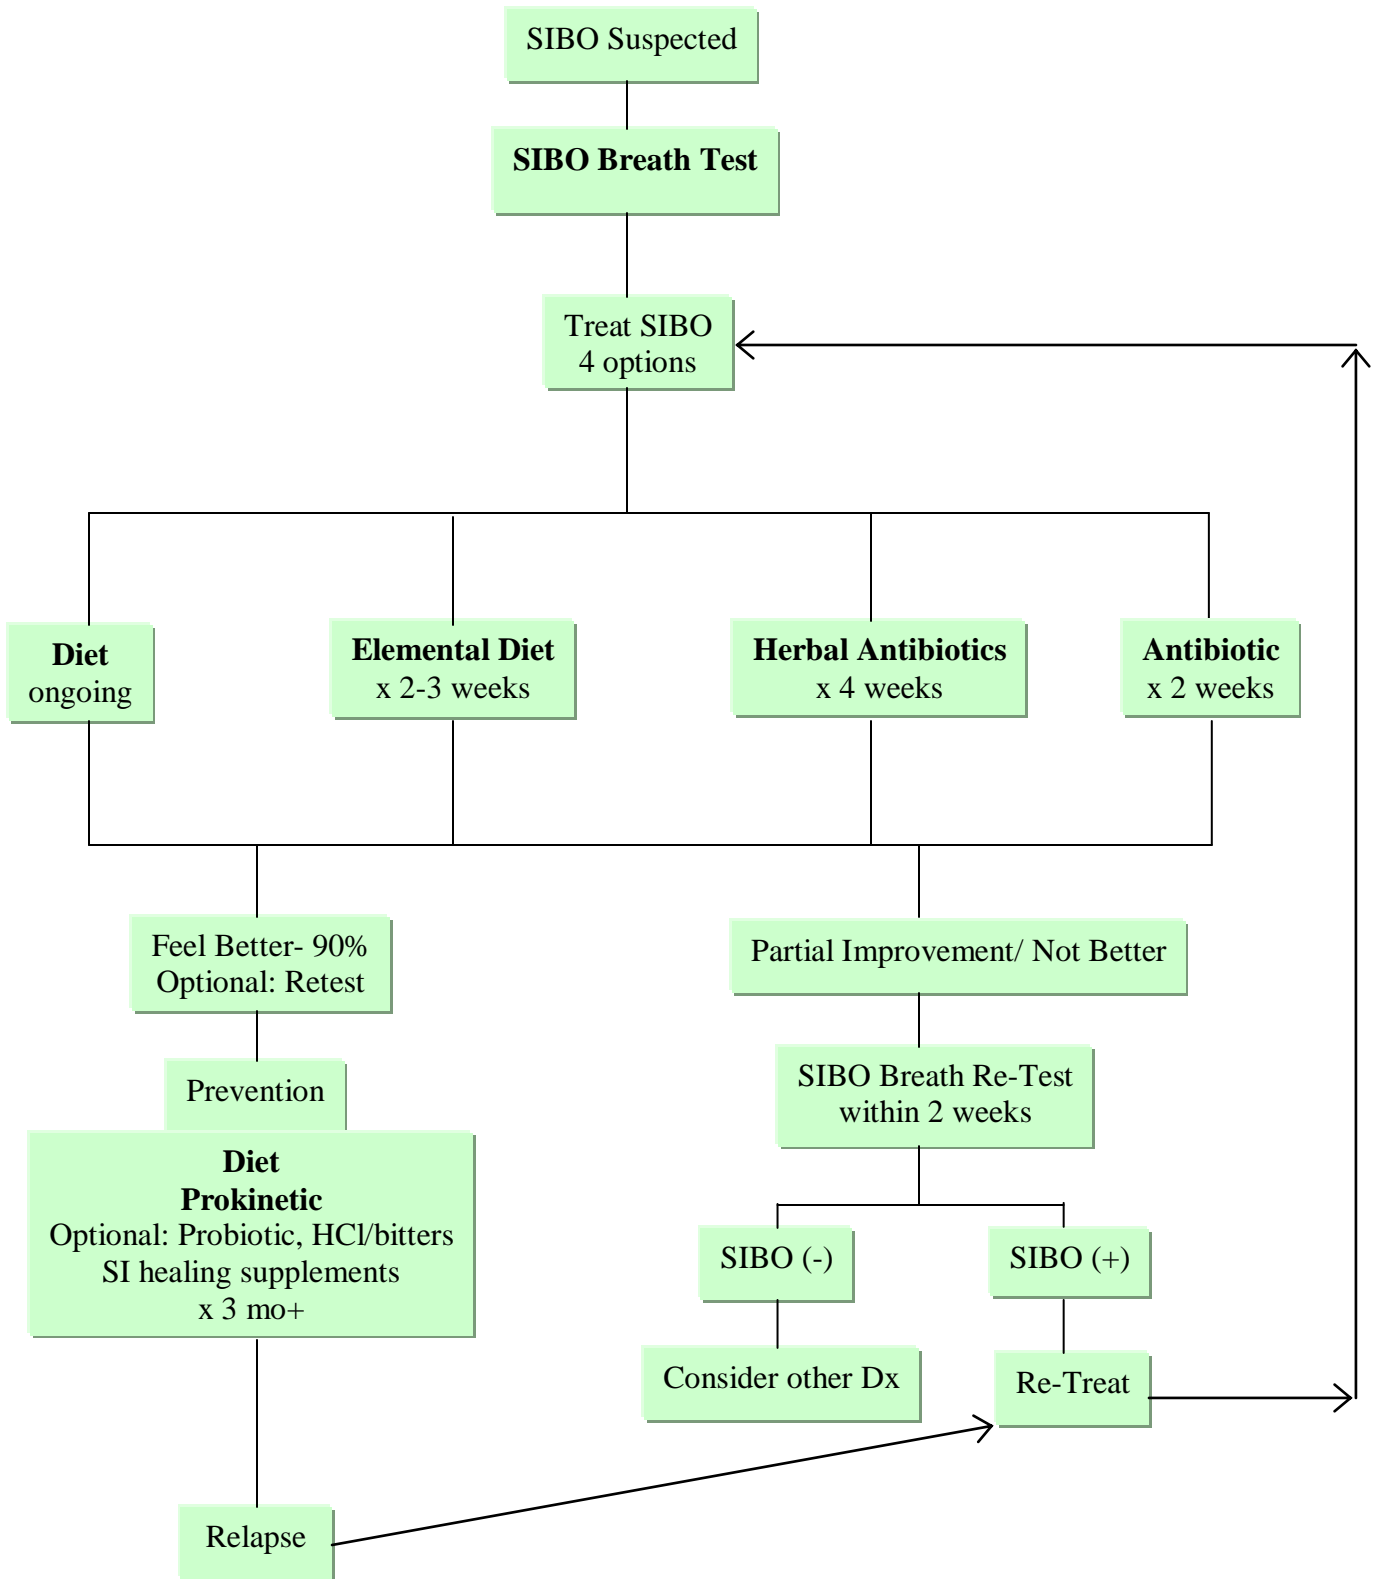 SIBO Suspected
SIBO Breath Test
Treat SIBO
4 options
Diet
ongoing
Elemental Diet
x 2-3 weeks
Herbal Antibiotics
x 4 weeks
Antibiotic
x 2 weeks
Feel Better- 90%
Optional: Retest
Partial Improvement/ Not Better
Prevention
SIBO Breath Re-Test
within 2 weeks
Diet
Prokinetic
Optional: Probiotic, HCl/bitters
SI healing supplements
x 3 mo+
SIBO (-)
SIBO (+)
Consider other Dx
Re-Treat
Relapse